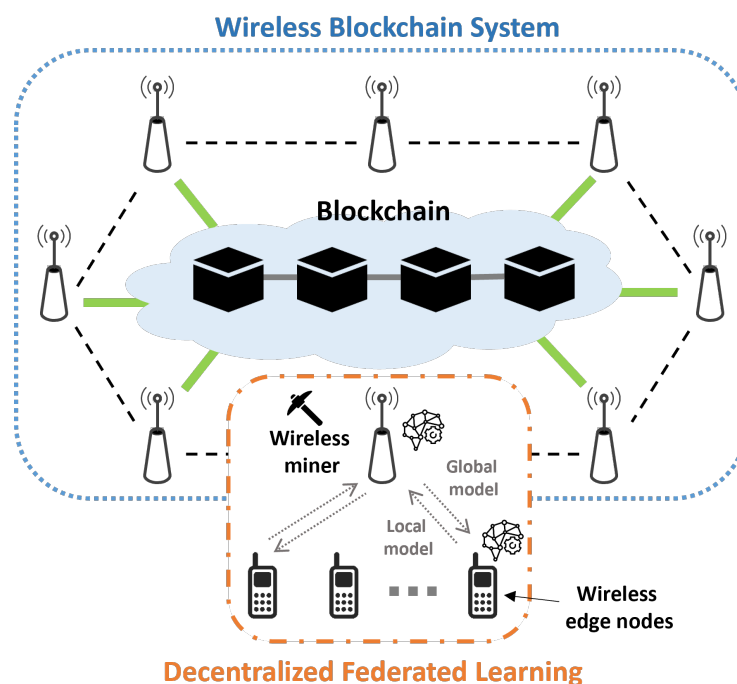 Wireless Blockchain System
Blockchain
Wireless
miner
Global
model
Local
model
Wireless
edge nodes
Decentralized Federated Learning